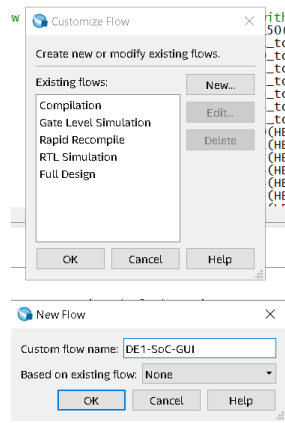 Customize Flow
Create new or modify existing flows.
Existing flows:
New...
Compilation
Gate Level Simulation
Rapid Recompile
RTL Simulation
Full Design
Edit...
Delete
OK
Cancel
Help
New Flow
Custom flow name:
DE1-SoC-GUI
Based on existing flow:
None
OK
Cancel
Help